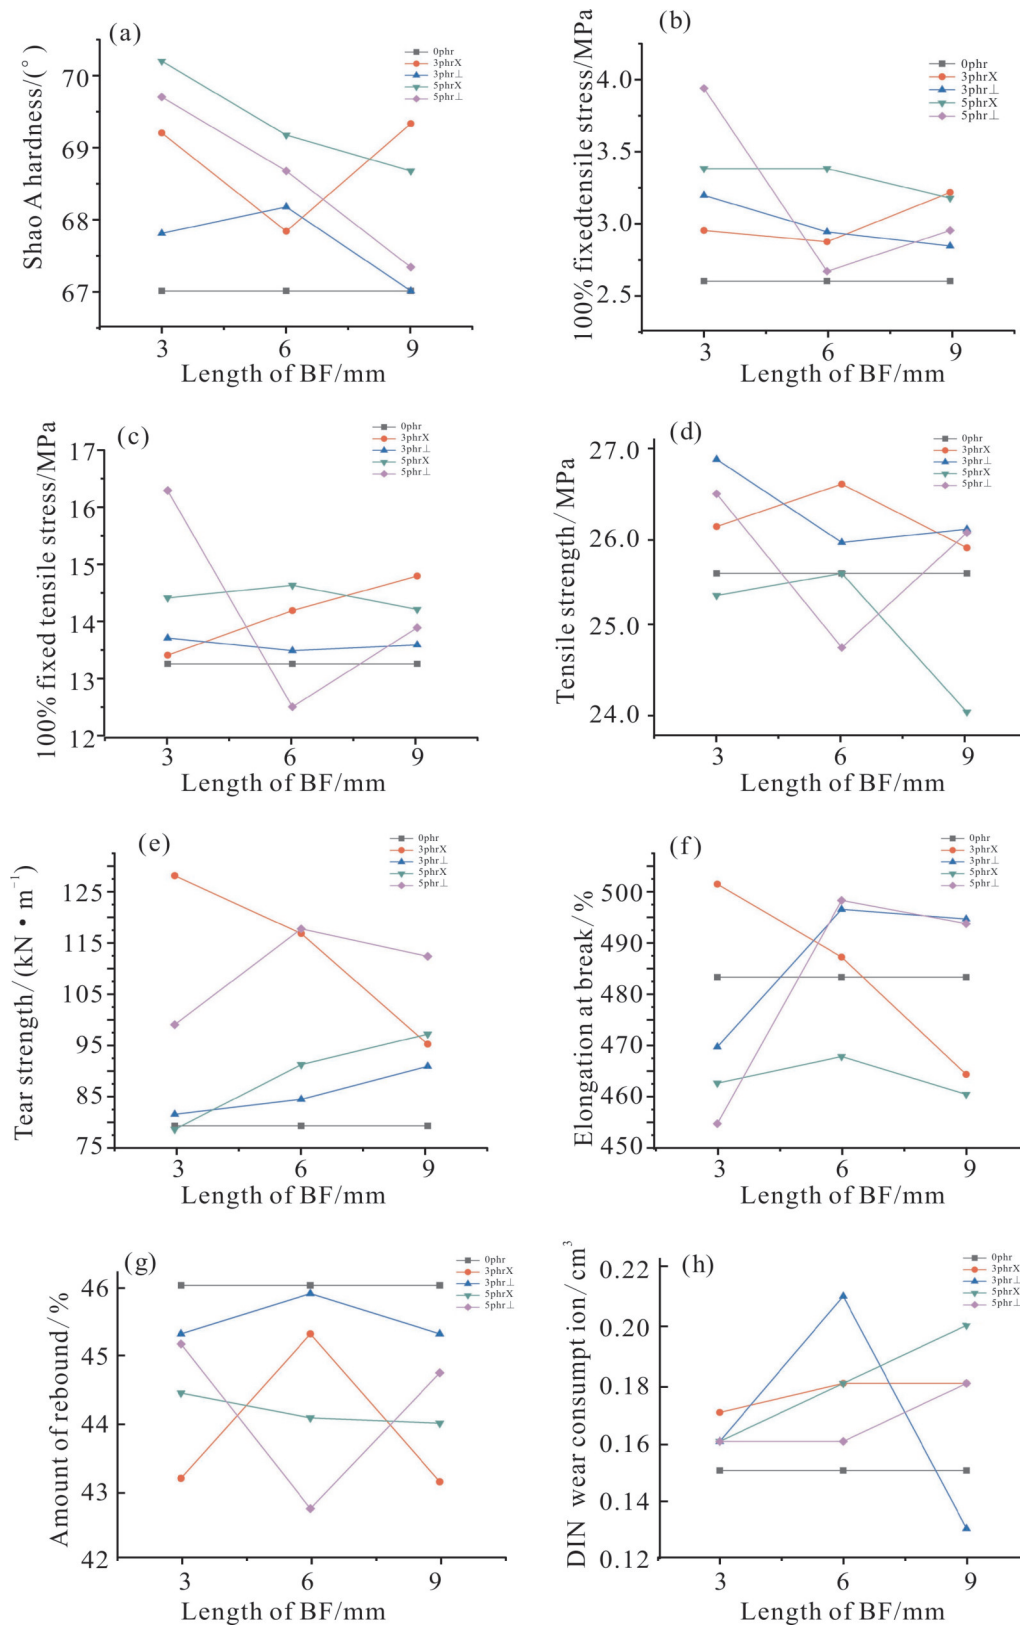 (a)
0phr
3phrX
3phr⊥
5phrX
5phr⊥
Shao A hardness/(°)
70
69
68
67
3 6 9
Length of BF/mm
(b)
0phr
3phrX
3phr⊥
5phrX
5phr⊥
100% fixedtensile stress/MPa
4.0
3.5
3.0
2.5
3 6 9
Length of BF/mm
(c)
0phr
3phrX
3phr⊥
5phrX
5phr⊥
100% fixed tensile stress/MPa
17
16
15
14
13
12
3 6 9
Length of BF/mm
(d)
0phr
3phrX
3phr⊥
5phrX
5phr⊥
Tensile strength/MPa
27.0
26.0
25.0
24.0
3 6 9
Length of BF/mm
(e)
0phr
3phrX
3phr⊥
5phrX
5phr⊥
Tear strength/(kN•m⁻¹)
125
115
105
95
85
75
3 6 9
Length of BF/mm
(f)
0phr
3phrX
3phr⊥
5phrX
5phr⊥
Elongation at break/%
500
490
480
470
460
450
3 6 9
Length of BF/mm
(g)
0phr
3phrX
3phr⊥
5phrX
5phr⊥
Amount of rebound/%
46
45
44
43
42
3 6 9
Length of BF/mm
(h)
0phr
3phrX
3phr⊥
5phrX
5phr⊥
DIN wear consumpt ion/cm³
0.22
0.20
0.18
0.16
0.14
0.12
3 6 9
Length of BF/mm